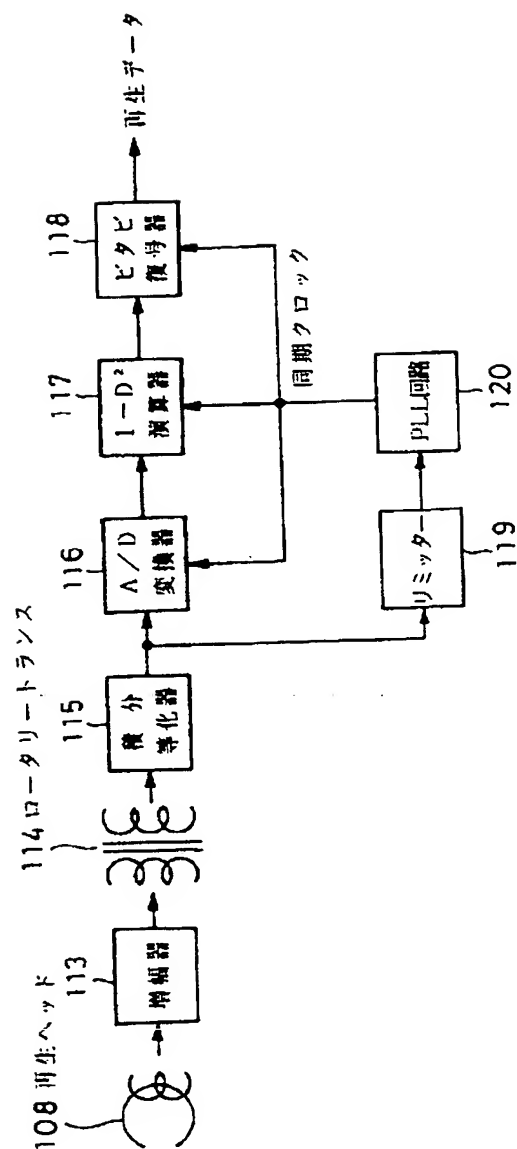 108 再生ヘッド
113
増幅器
114 ロータリートランス
115
積分
等化器
116
A/D
変換器
117
1-D²
演算器
118
ビタビ
復号器
再生データ
同期クロック
リミッター
119
PLL回路
120